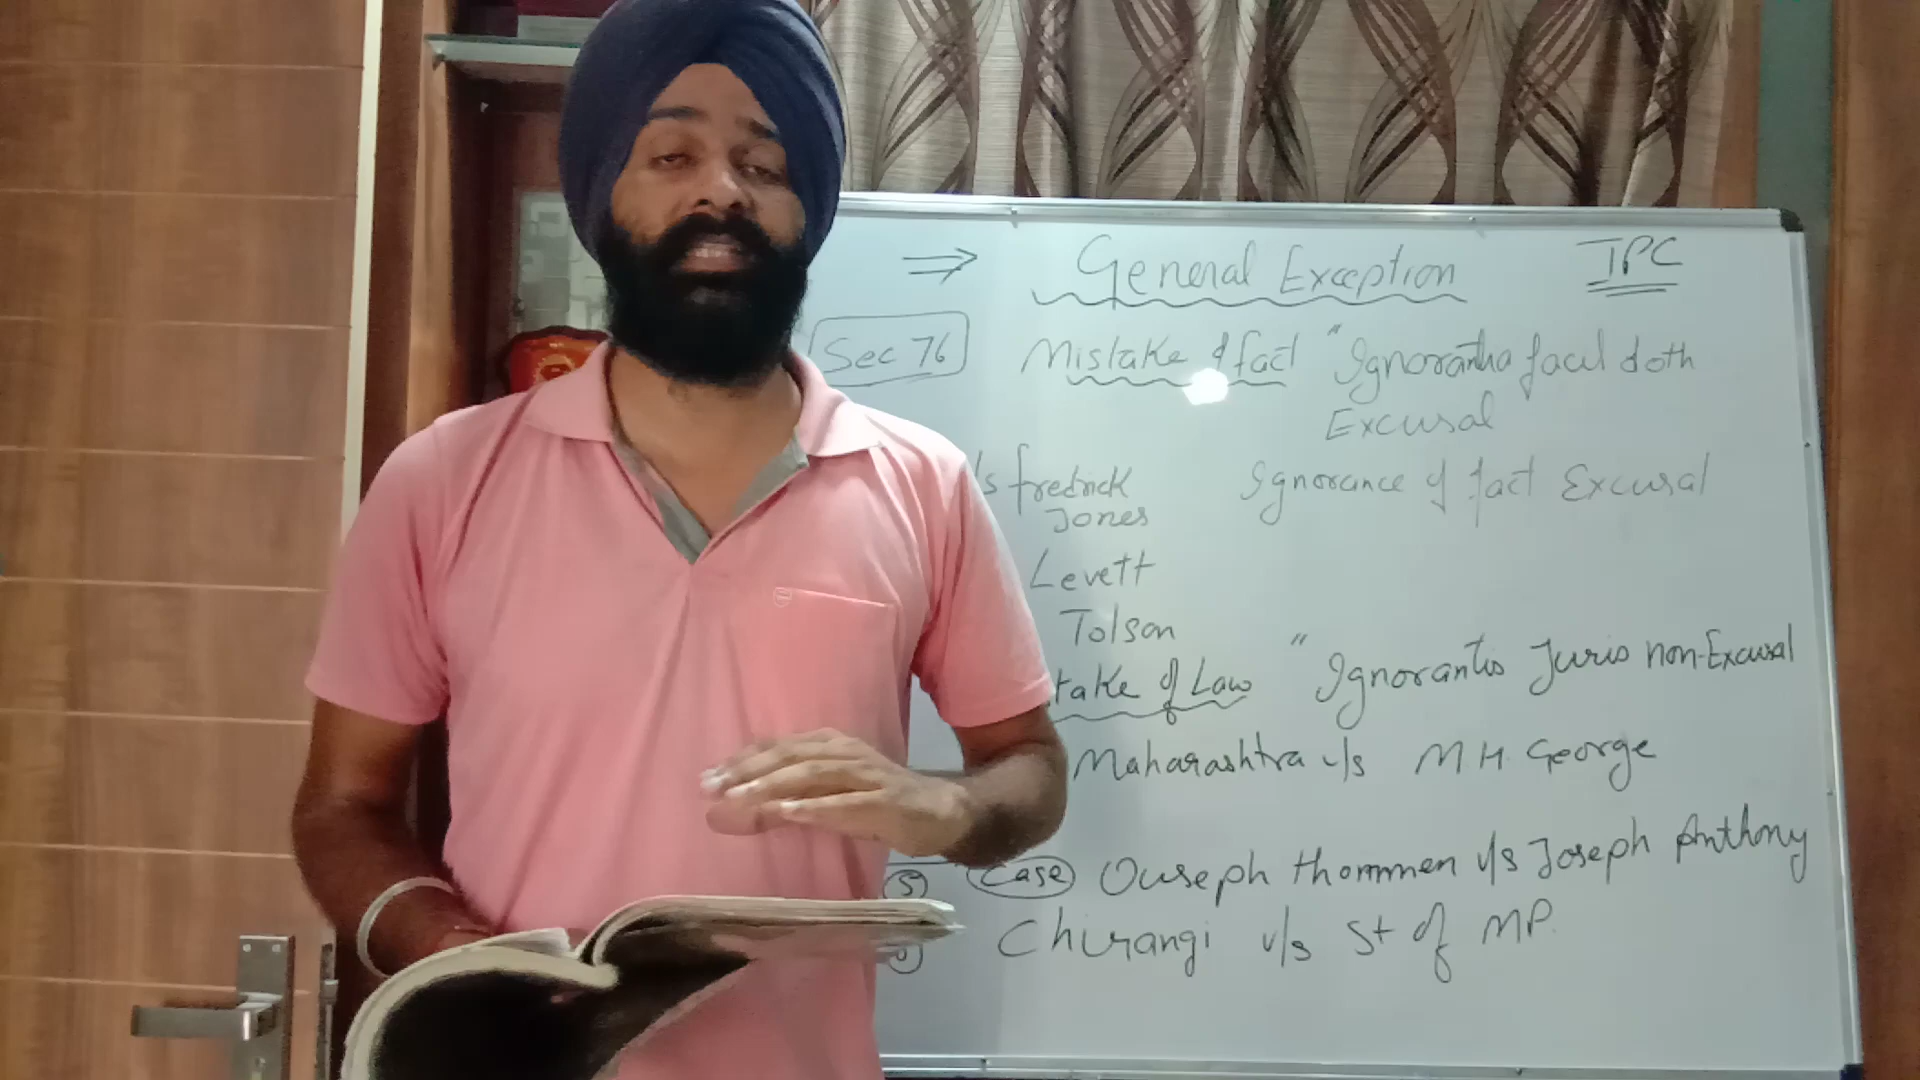 ⇒ General Exception IPC
Sec 76 Mistake of fact "Ignorantia facit doth
Excusal
s fredrick Ignorance of fact Excusal
Jones
Levett
Tolson
take of Law "Ignorantis Juris non-Excusal
Maharashtra v/s M H. George
5 Case Ouseph thommen v/s Joseph Anthony
Chirangi v/s St of MP.